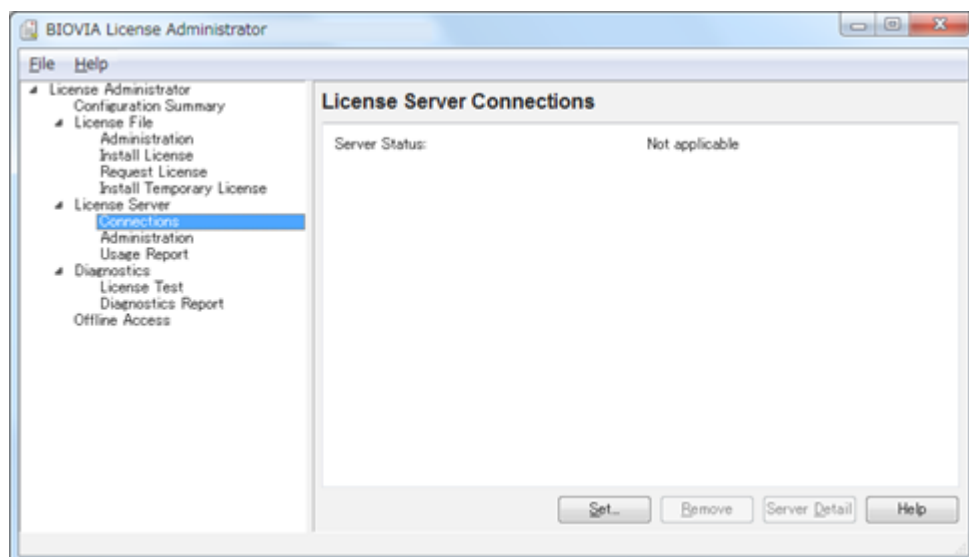 BIOVIA License Administrator
File Help
License Administrator
Configuration Summary
License File
Administration
Install License
Request License
Install Temporary License
License Server
Connections
Administration
Usage Report
Diagnostics
License Test
Diagnostics Report
Offline Access
License Server Connections
Server Status: Not applicable
Set... Remove Server Detail Help